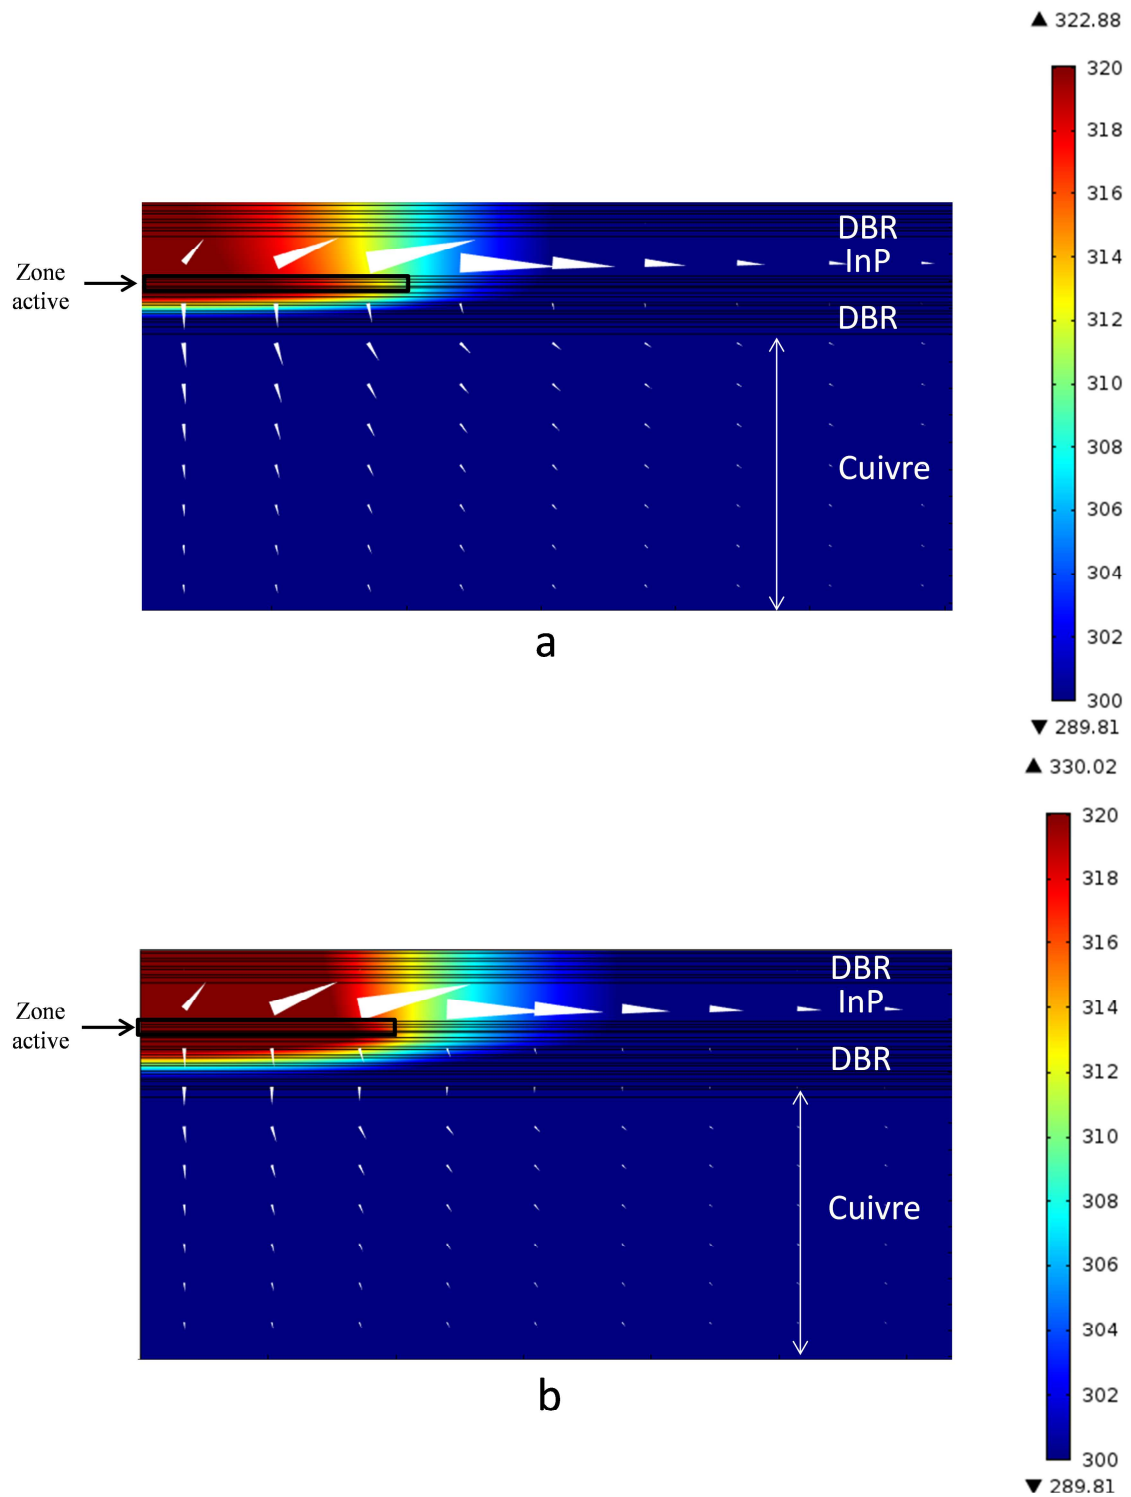 ▲ 322.88
320
318
316
314
312
310
308
306
304
302
300
▼ 289.81
DBR
InP
DBR
Cuivre
Zone
active
a
▲ 330.02
320
318
316
314
312
310
308
306
304
302
300
▼ 289.81
DBR
InP
DBR
Cuivre
Zone
active
b